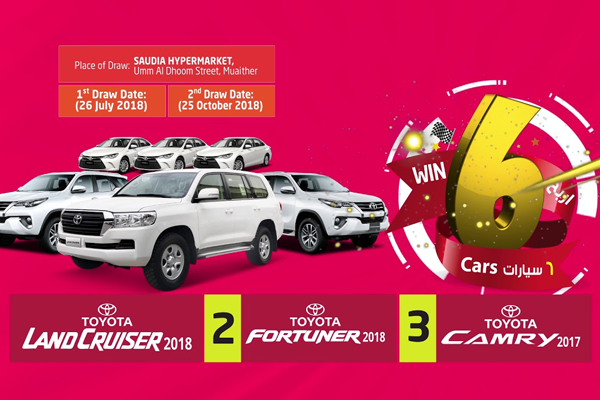 Place of Draw: SAUDIA HYPERMARKET,
Umm Al Dhoom Street, Muaither
1st Draw Date:
(26 July 2018)
2nd Draw Date:
(25 October 2018)
WIN
6
اربح
٦ سيارات Cars
TOYOTA
LAND CRUISER 2018
2
TOYOTA
FORTUNER 2018
3
TOYOTA
CAMRY 2017